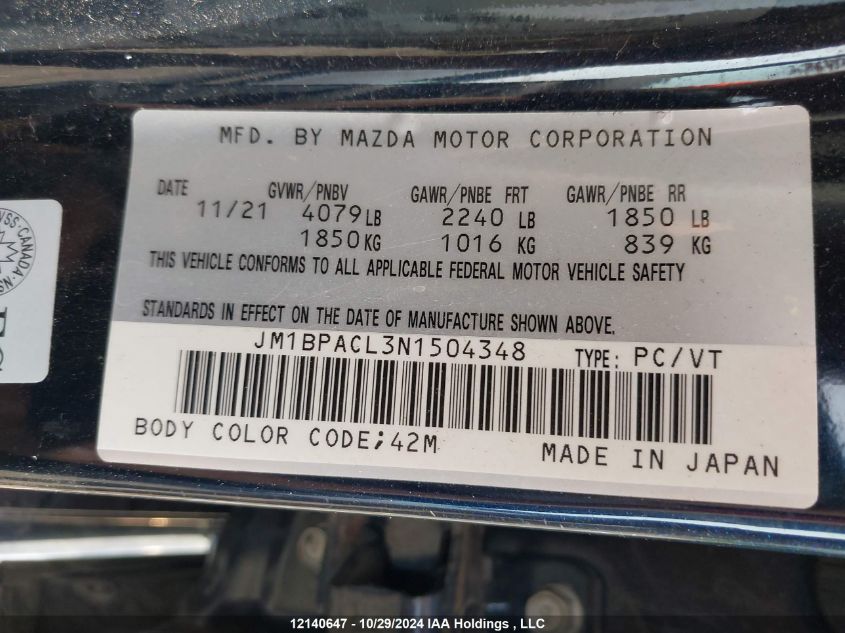 MFD. BY MAZDA MOTOR CORPORATION
DATE GVWR/PNBV GAWR/PNBE FRT GAWR/PNBE RR
11/21 4079LB 2240 LB 1850 LB
1850KG 1016 KG 839 KG
THIS VEHICLE CONFORMS TO ALL APPLICABLE FEDERAL MOTOR VEHICLE SAFETY
STANDARDS IN EFFECT ON THE DATE OF MANUFACTURE SHOWN ABOVE.
JM1BPACL3N1504348 TYPE: PC/VT
BODY COLOR CODE;42M MADE IN JAPAN
CANADA
12140647 - 10/29/2024 IAA Holdings , LLC